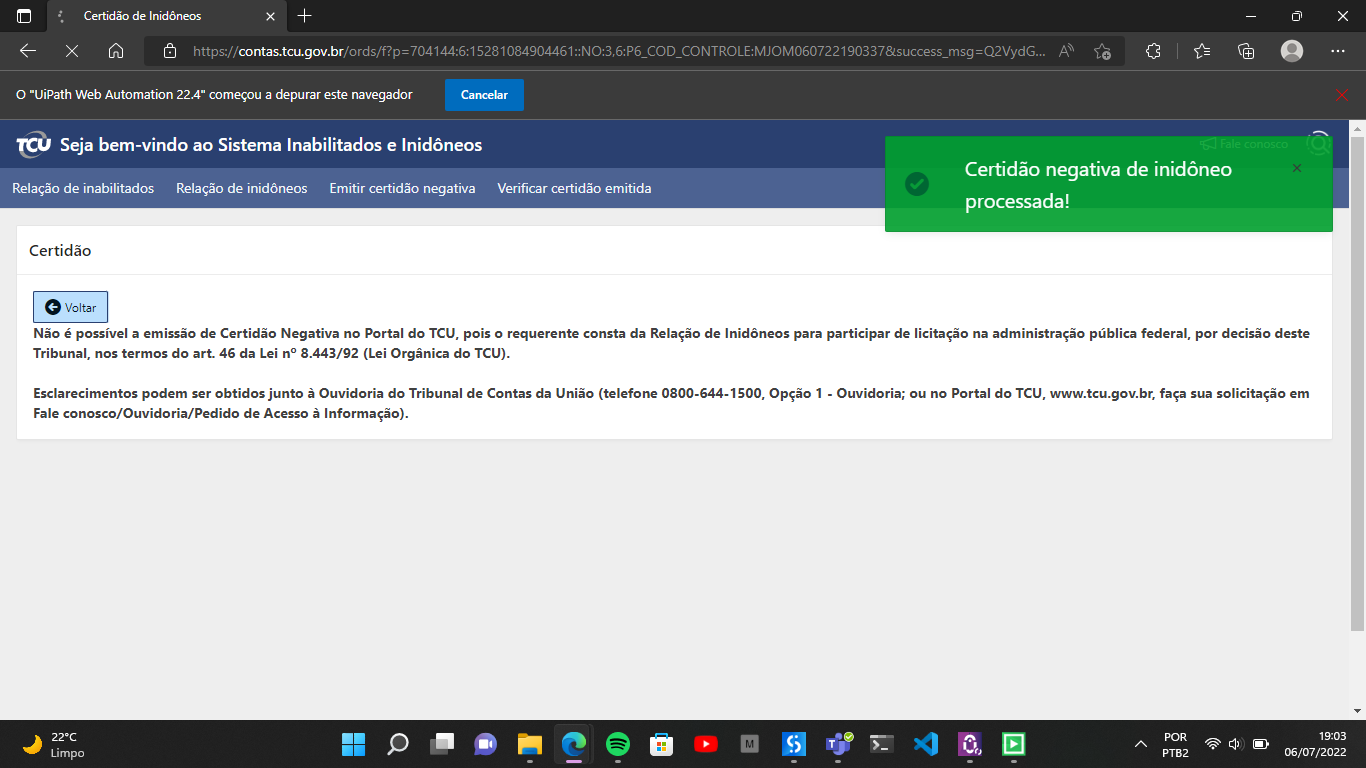 Certidão de Inidôneos
https://contas.tcu.gov.br/ords/f?p=704144:6:15281084904461::NO:3,6:P6_COD_CONTROLE:MJOM060722190337&success_msg=Q2VydG...
O "UiPath Web Automation 22.4" começou a depurar este navegador
Cancelar
TCU
Seja bem-vindo ao Sistema Inabilitados e Inidôneos
Fale conosco
Relação de inabilitados
Relação de inidôneos
Emitir certidão negativa
Verificar certidão emitida
Certidão negativa de inidôneo
processada!
Certidão
Voltar
Não é possível a emissão de Certidão Negativa no Portal do TCU, pois o requerente consta da Relação de Inidôneos para participar de licitação na administração pública federal, por decisão deste
Tribunal, nos termos do art. 46 da Lei nº 8.443/92 (Lei Orgânica do TCU).
Esclarecimentos podem ser obtidos junto à Ouvidoria do Tribunal de Contas da União (telefone 0800-644-1500, Opção 1 - Ouvidoria; ou no Portal do TCU, www.tcu.gov.br, faça sua solicitação em
Fale conosco/Ouvidoria/Pedido de Acesso à Informação).
22°C
Limpo
M
POR
PTB2
19:03
06/07/2022